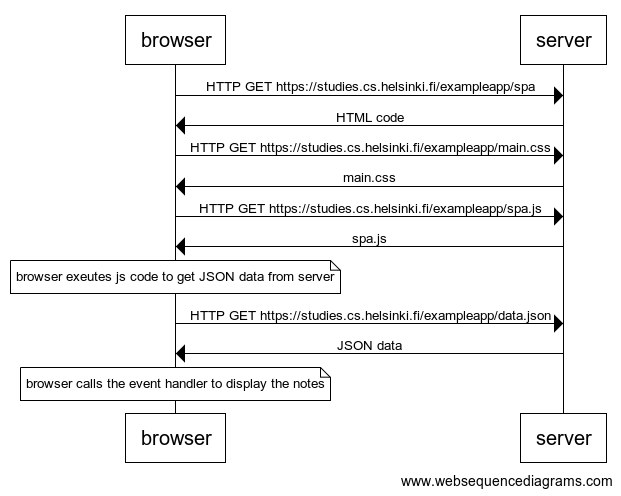 browser
server
HTTP GET https://studies.cs.helsinki.fi/exampleapp/spa
HTML code
HTTP GET https://studies.cs.helsinki.fi/exampleapp/main.css
main.css
HTTP GET https://studies.cs.helsinki.fi/exampleapp/spa.js
spa.js
browser exeutes js code to get JSON data from server
HTTP GET https://studies.cs.helsinki.fi/exampleapp/data.json
JSON data
browser calls the event handler to display the notes
browser
server
www.websequencediagrams.com